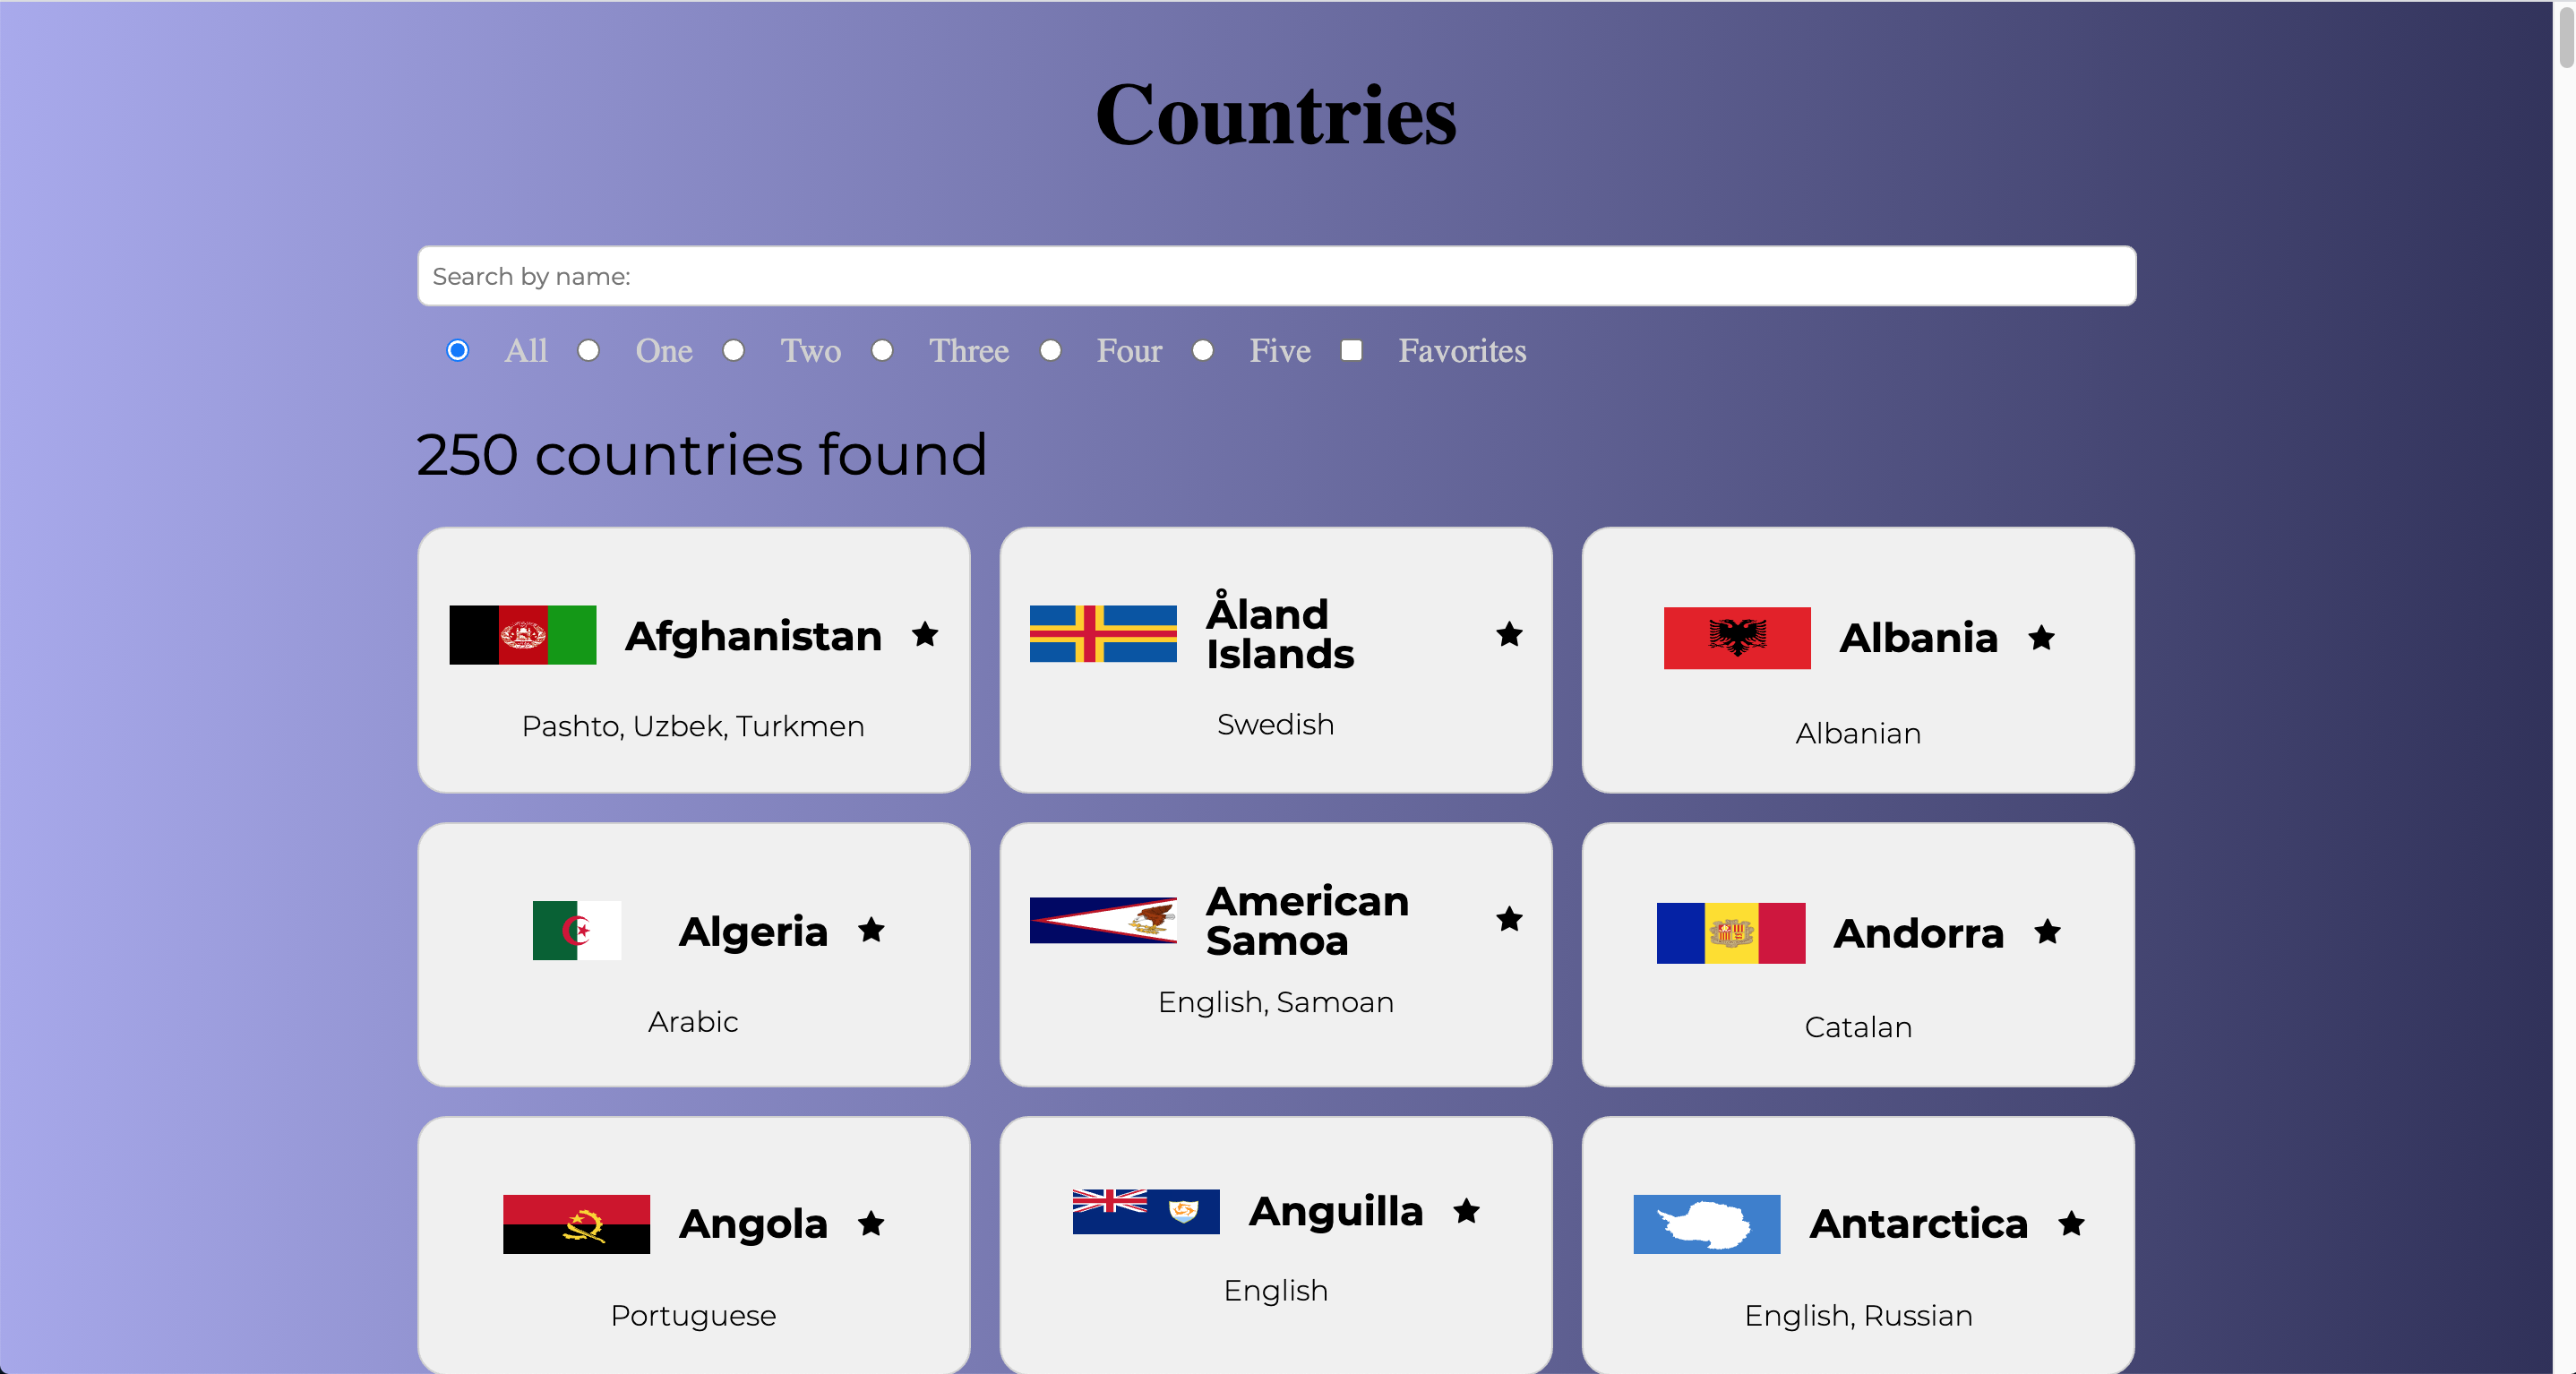 Countries
Search by name:
All One Two Three Four Five Favorites
250 countries found
Afghanistan
Pashto, Uzbek, Turkmen
Åland
Islands
Swedish
Albania
Albanian
Algeria
Arabic
American
Samoa
English, Samoan
Andorra
Catalan
Angola
Portuguese
Anguilla
English
Antarctica
English, Russian